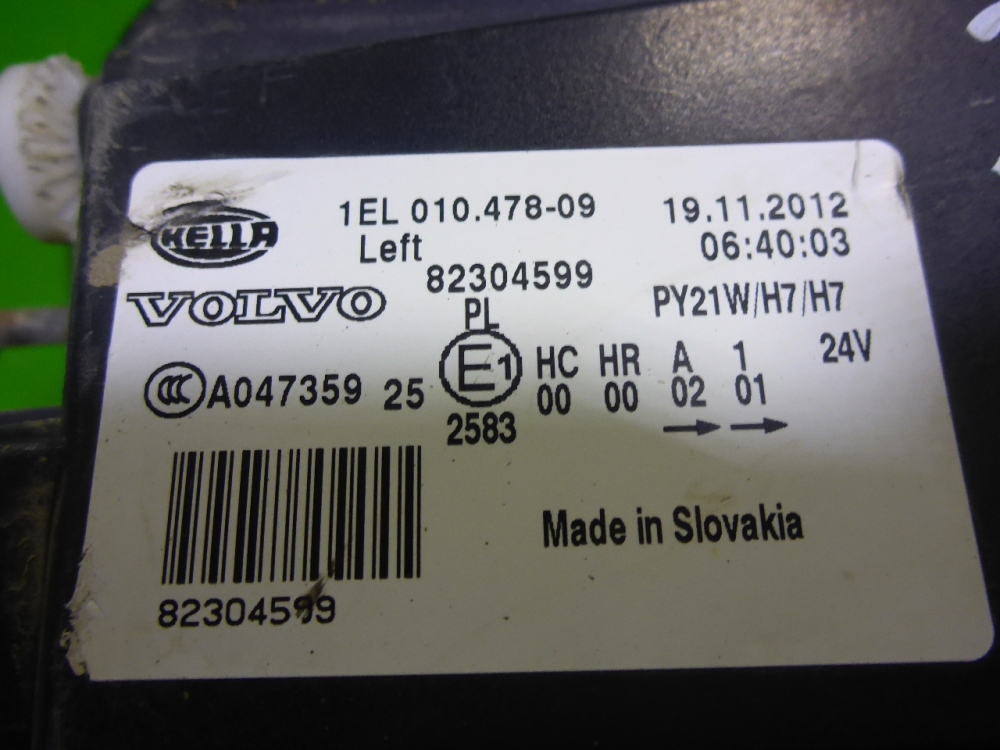 HELLA 1EL 010.478-09 19.11.2012
Left 06:40:03
82304599
VOLVO PL PY21W/H7/H7
E1 HC HR A 1 24V
CCC A047359 25 00 00 02 01
2583 → →
Made in Slovakia
82304599